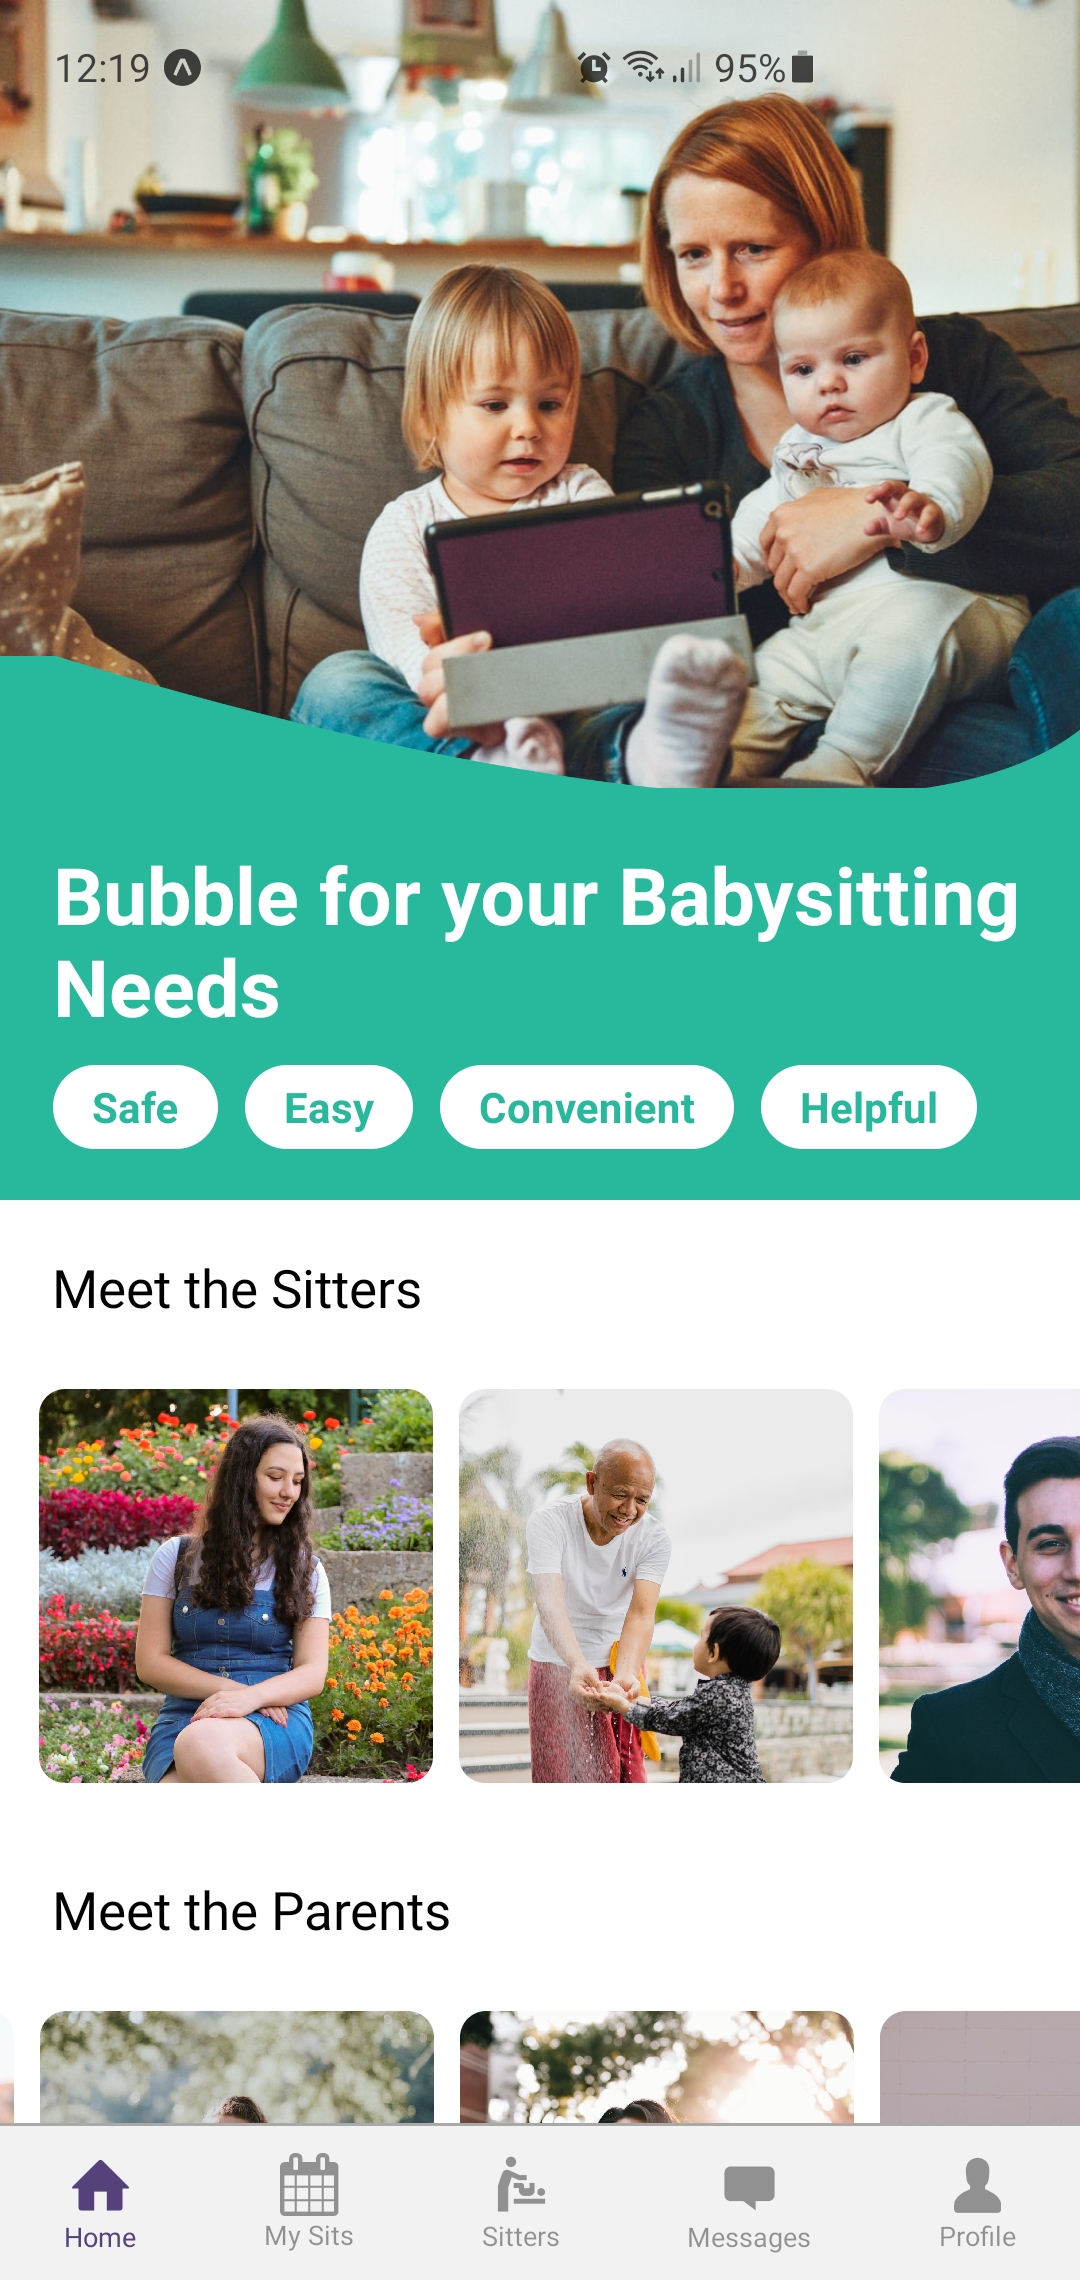 12:19 95%
Bubble for your Babysitting
Needs
Safe Easy Convenient Helpful
Meet the Sitters
Meet the Parents
Home My Sits Sitters Messages Profile